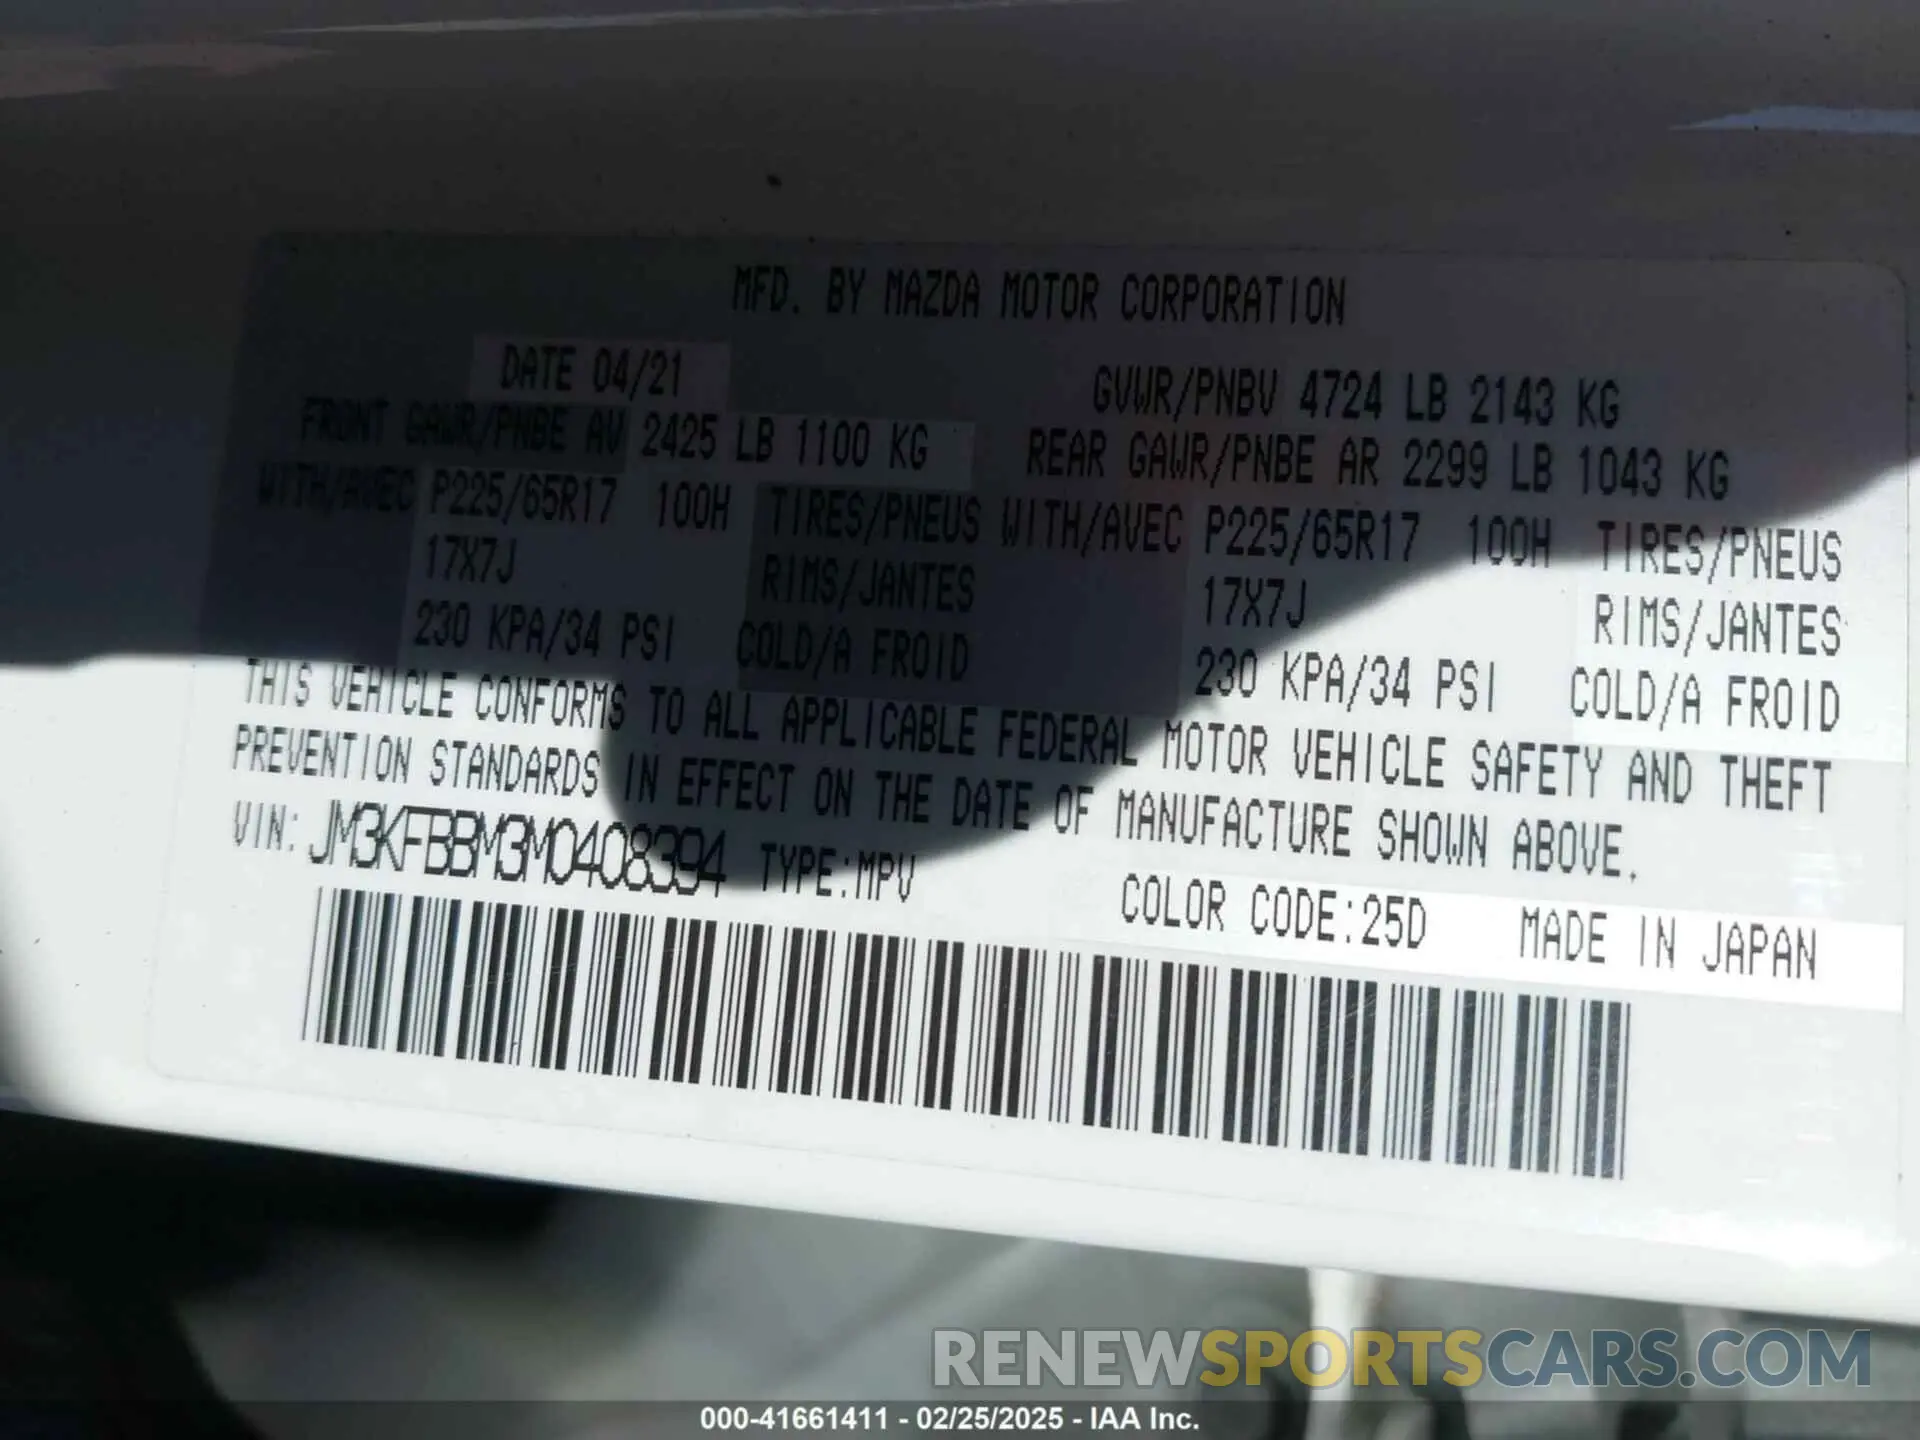 MFD. BY MAZDA MOTOR CORPORATION
DATE 04/21 GVWR/PNBV 4724 LB 2143 KG
FRONT GAWR/PNBE AV 2425 LB 1100 KG REAR GAWR/PNBE AR 2299 LB 1043 KG
WITH/AVEC P225/65R17 100H TIRES/PNEUS WITH/AVEC P225/65R17 100H TIRES/PNEUS
17X7J RIMS/JANTES 17X7J RIMS/JANTES
230 KPA/34 PSI COLD/A FROID 230 KPA/34 PSI COLD/A FROID
THIS VEHICLE CONFORMS TO ALL APPLICABLE FEDERAL MOTOR VEHICLE SAFETY AND THEFT
PREVENTION STANDARDS IN EFFECT ON THE DATE OF MANUFACTURE SHOWN ABOVE.
VIN: JM3KFBBM3M0408394 TYPE:MPV
COLOR CODE:25D MADE IN JAPAN
RENEWSPORTSCARS.COM
000-41661411 - 02/25/2025 - IAA Inc.